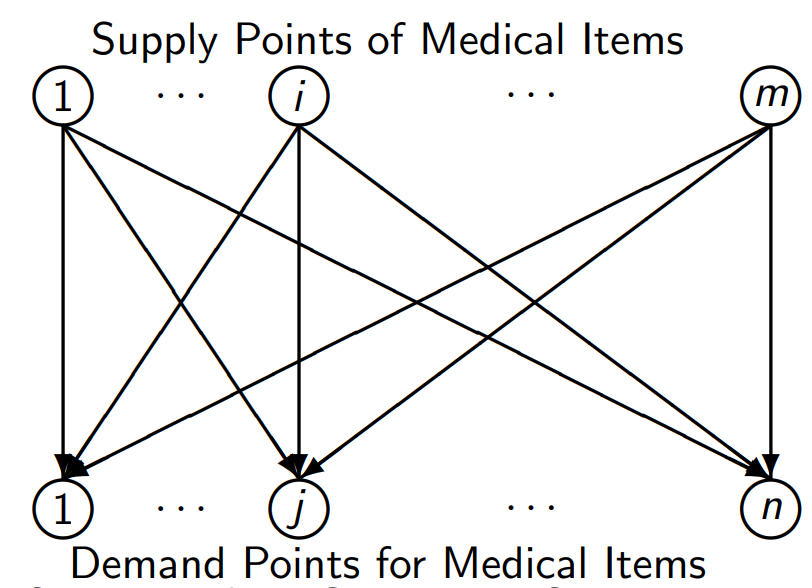 Supply Points of Medical Items
1 · · · i · · · m
1 · · · j · · · n
Demand Points for Medical Items